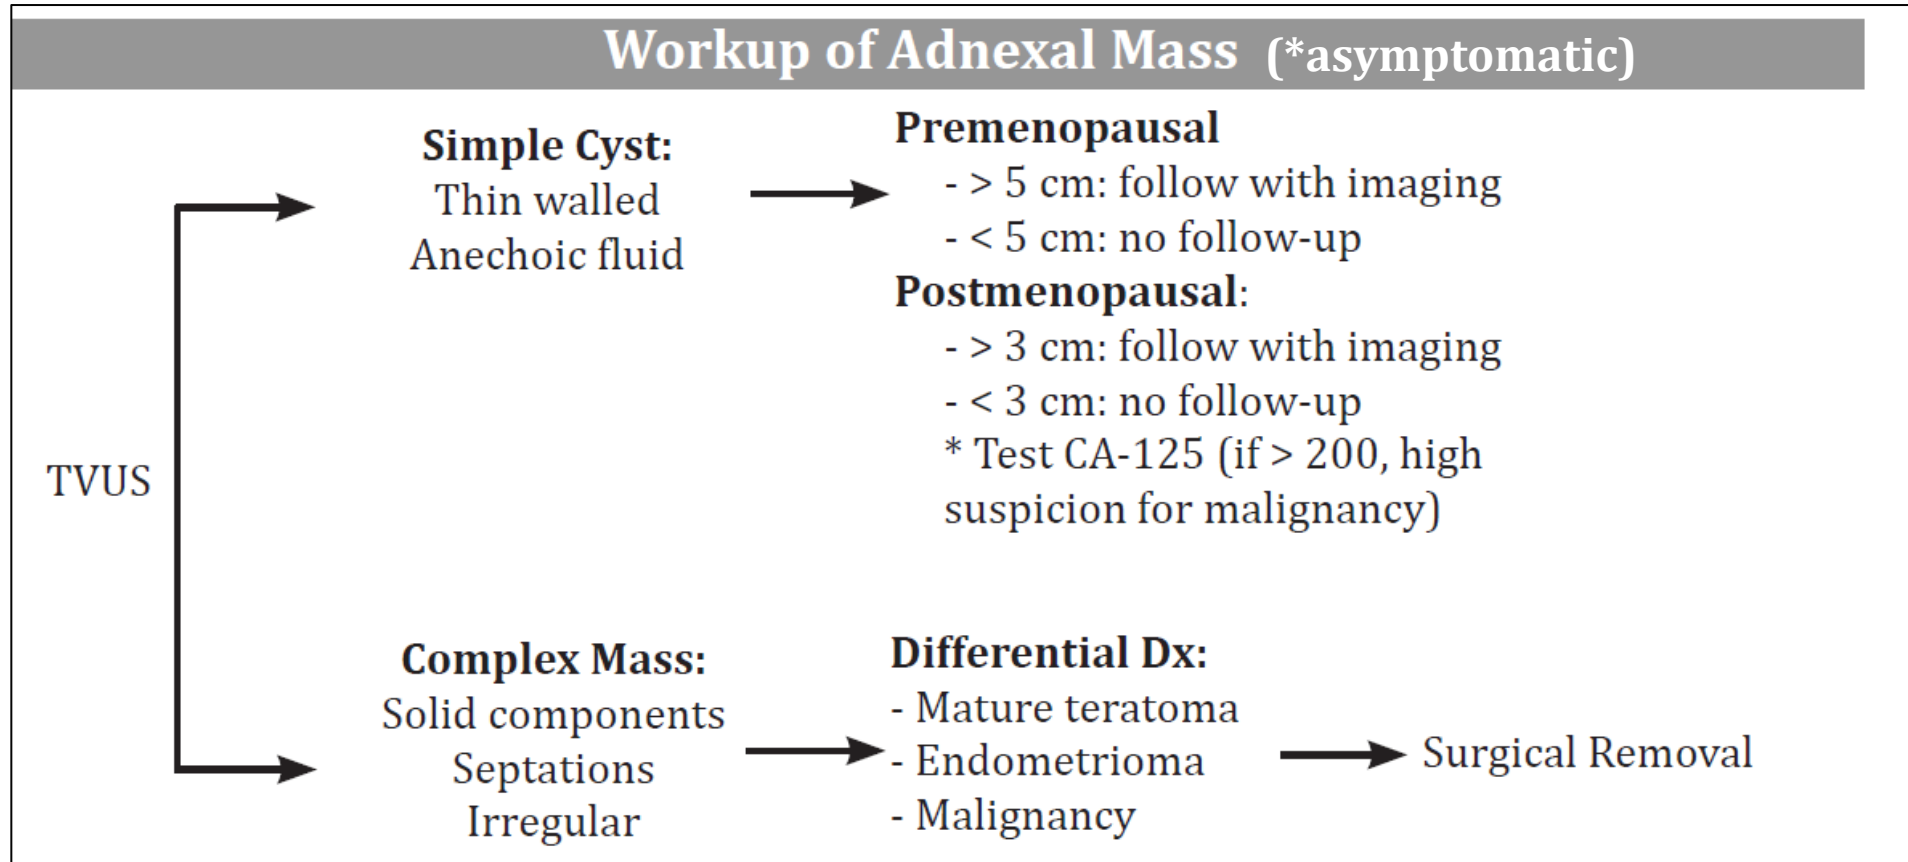 Workup of Adnexal Mass (*asymptomatic)
TVUS
Simple Cyst:
Thin walled
Anechoic fluid
Premenopausal
- > 5 cm: follow with imaging
- < 5 cm: no follow-up
Postmenopausal:
- > 3 cm: follow with imaging
- < 3 cm: no follow-up
* Test CA-125 (if > 200, high
suspicion for malignancy)
Complex Mass:
Solid components
Septations
Irregular
Differential Dx:
- Mature teratoma
- Endometrioma
- Malignancy
Surgical Removal